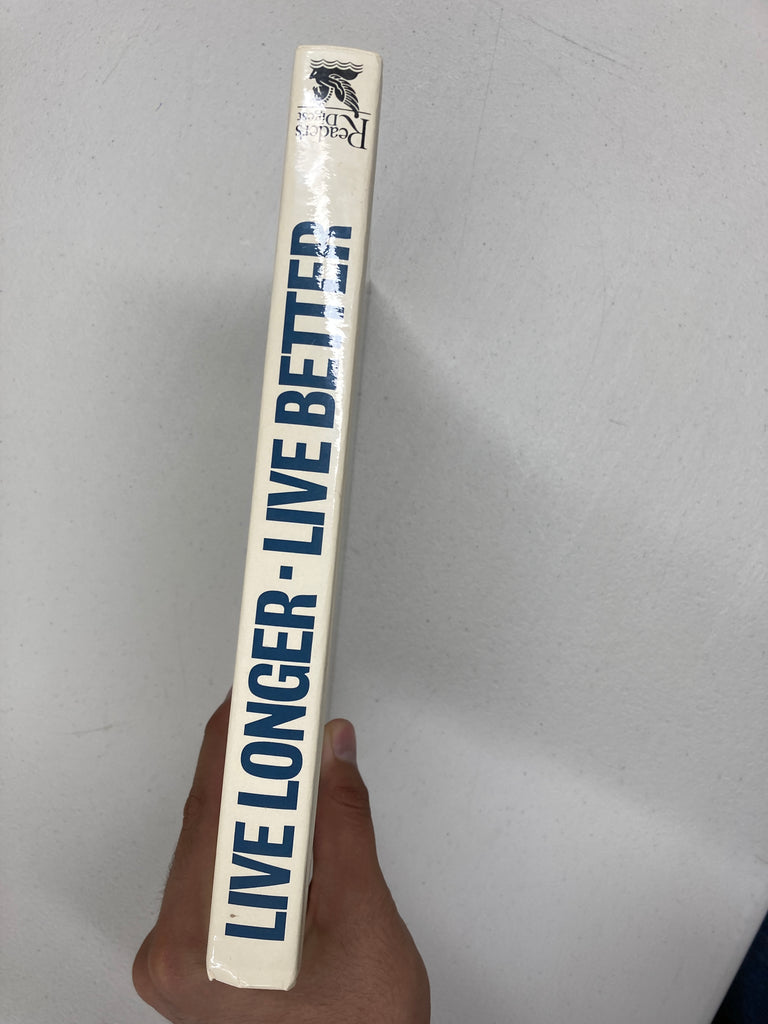 LIVE LONGER · LIVE BETTER
Reader's
Digest